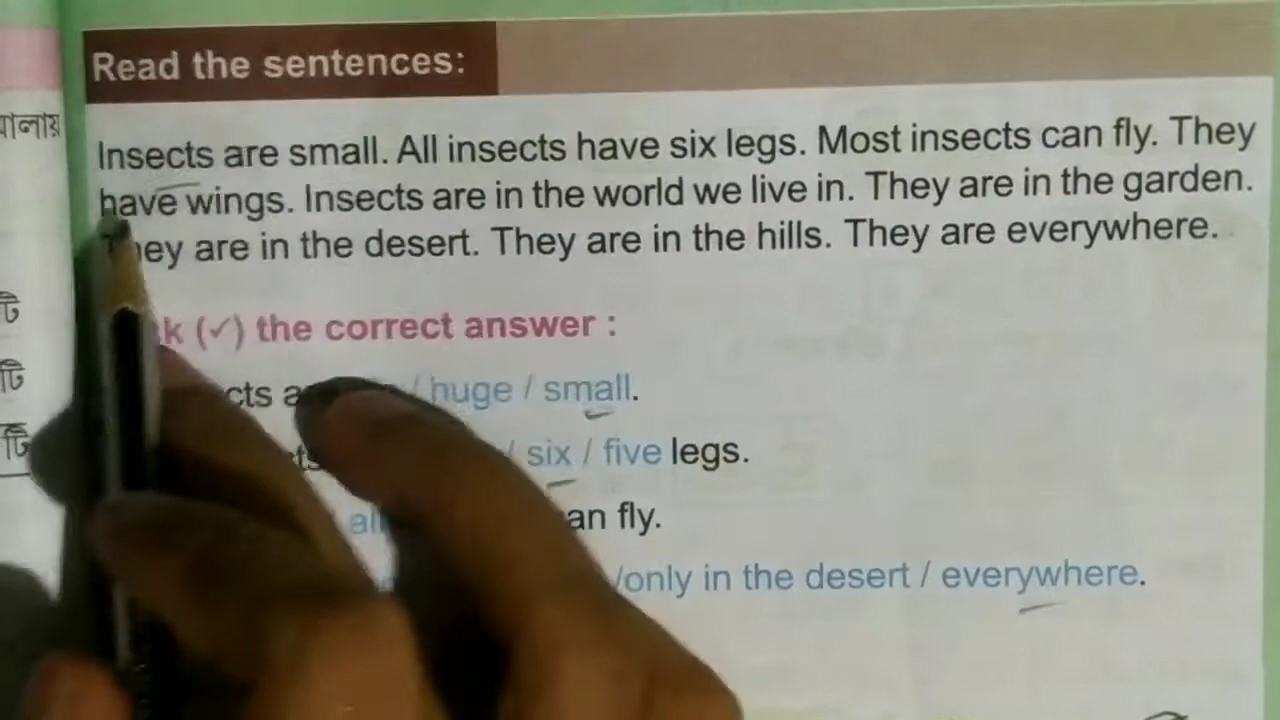 Read the sentences:
যালায়
Insects are small. All insects have six legs. Most insects can fly. They
have wings. Insects are in the world we live in. They are in the garden.
They are in the desert. They are in the hills. They are everywhere.
টি
(✓) the correct answer :
/ huge / small.
টি
/ six / five legs.
টি
fly.
/only in the desert / everywhere.